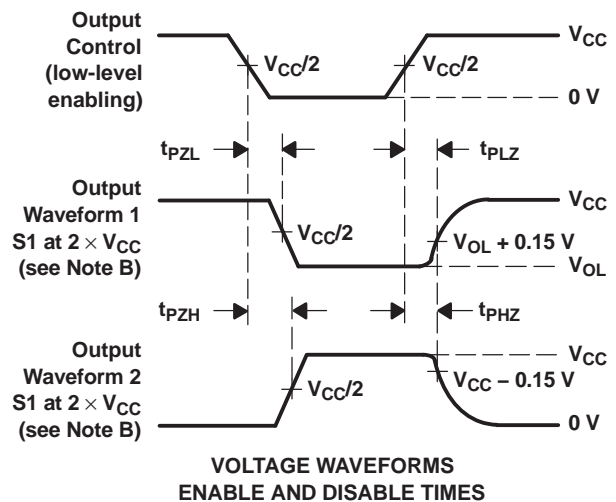 Output
Control
(low-level
enabling)
VCC/2
VCC/2
VCC
0 V
tPZL
tPLZ
Output
Waveform 1
S1 at 2 × VCC
(see Note B)
VCC/2
VCC
VOL + 0.15 V
VOL
tPZH
tPHZ
Output
Waveform 2
S1 at 2 × VCC
(see Note B)
VCC/2
VCC
VCC − 0.15 V
0 V
VOLTAGE WAVEFORMS
ENABLE AND DISABLE TIMES